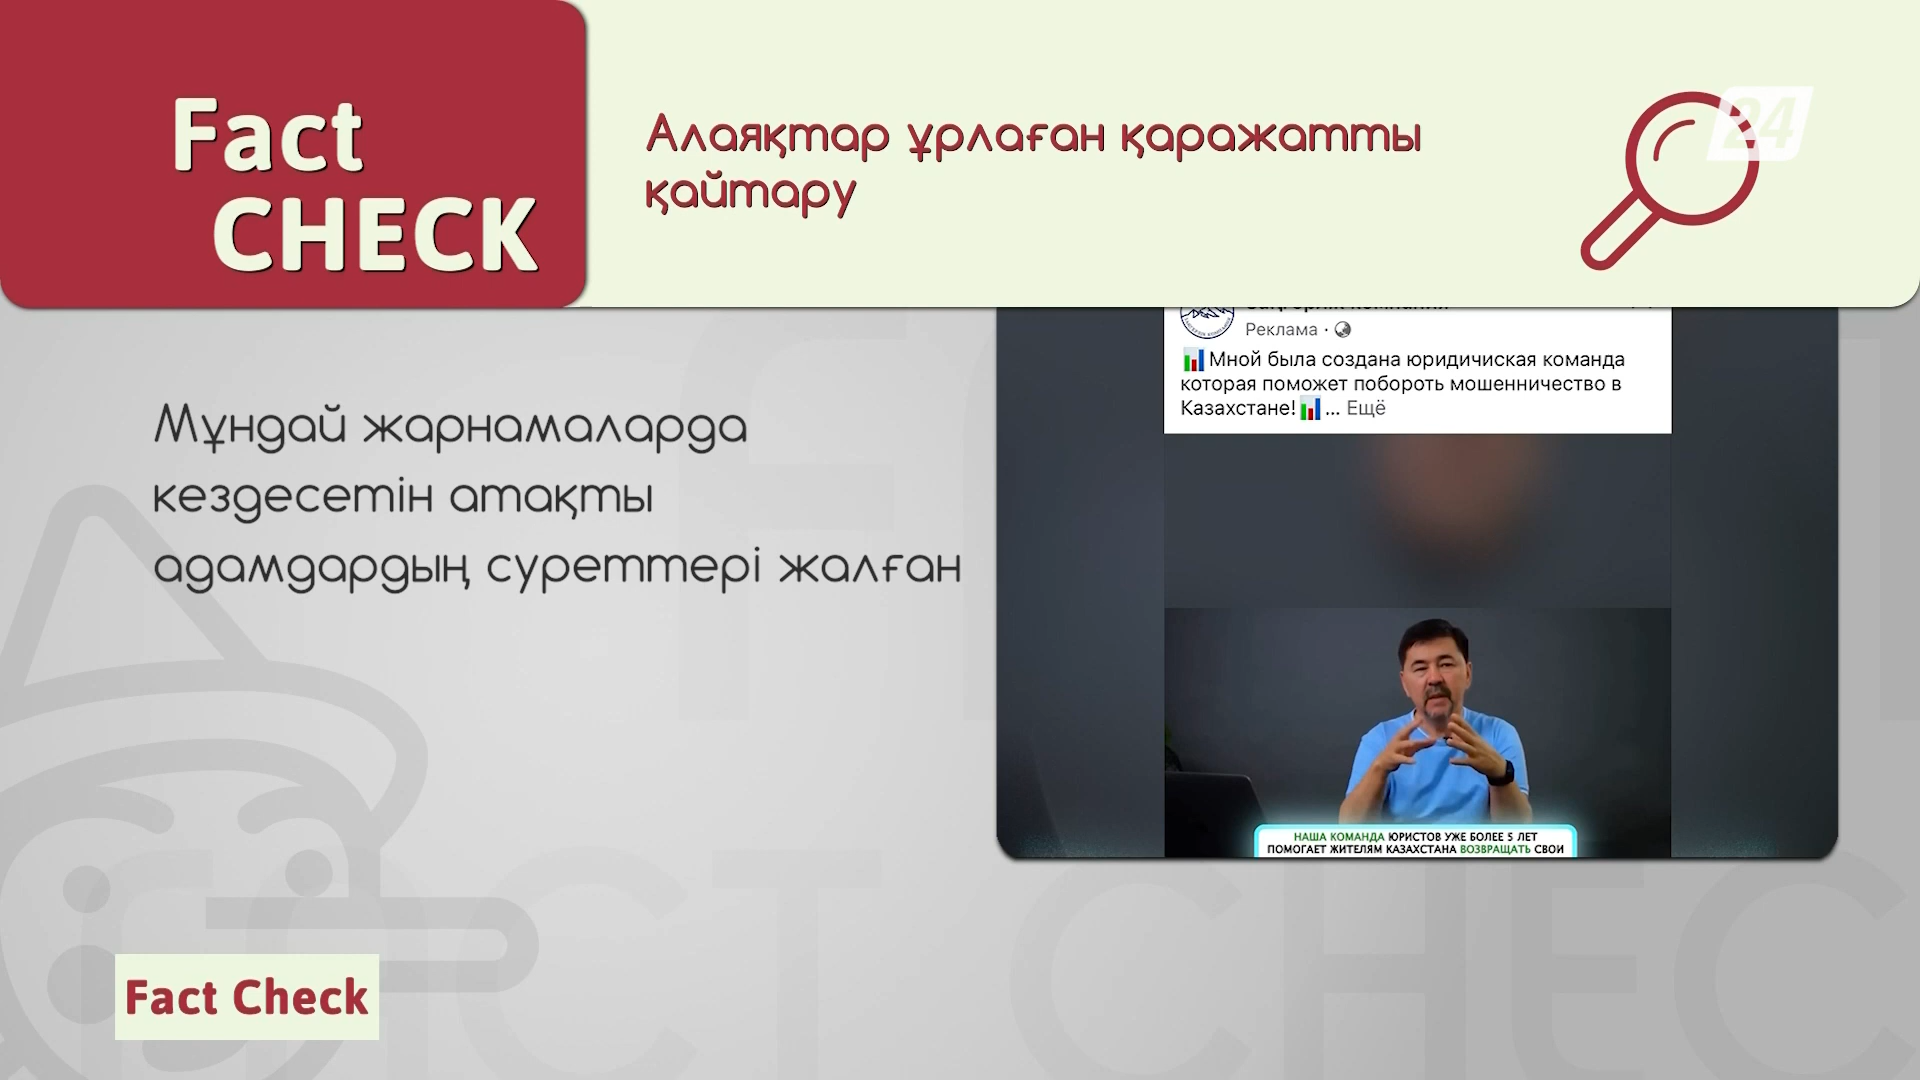 Fact
CHECK
Алаяқтар ұрлаған қаражатты
қайтару
24
Мұндай жарнамаларда
кездесетін атақты
адамдардың суреттері жалған
Реклама
Мной была создана юридичиская команда
которая поможет побороть мошенничество в
Казахстане! ... Ещё
НАША КОМАНДА ЮРИСТОВ УЖЕ БОЛЕЕ 5 ЛЕТ
ПОМОГАЕТ ЖИТЕЛЯМ КАЗАХСТАНА ВОЗВРАЩАТЬ СВОИ
Fact Check